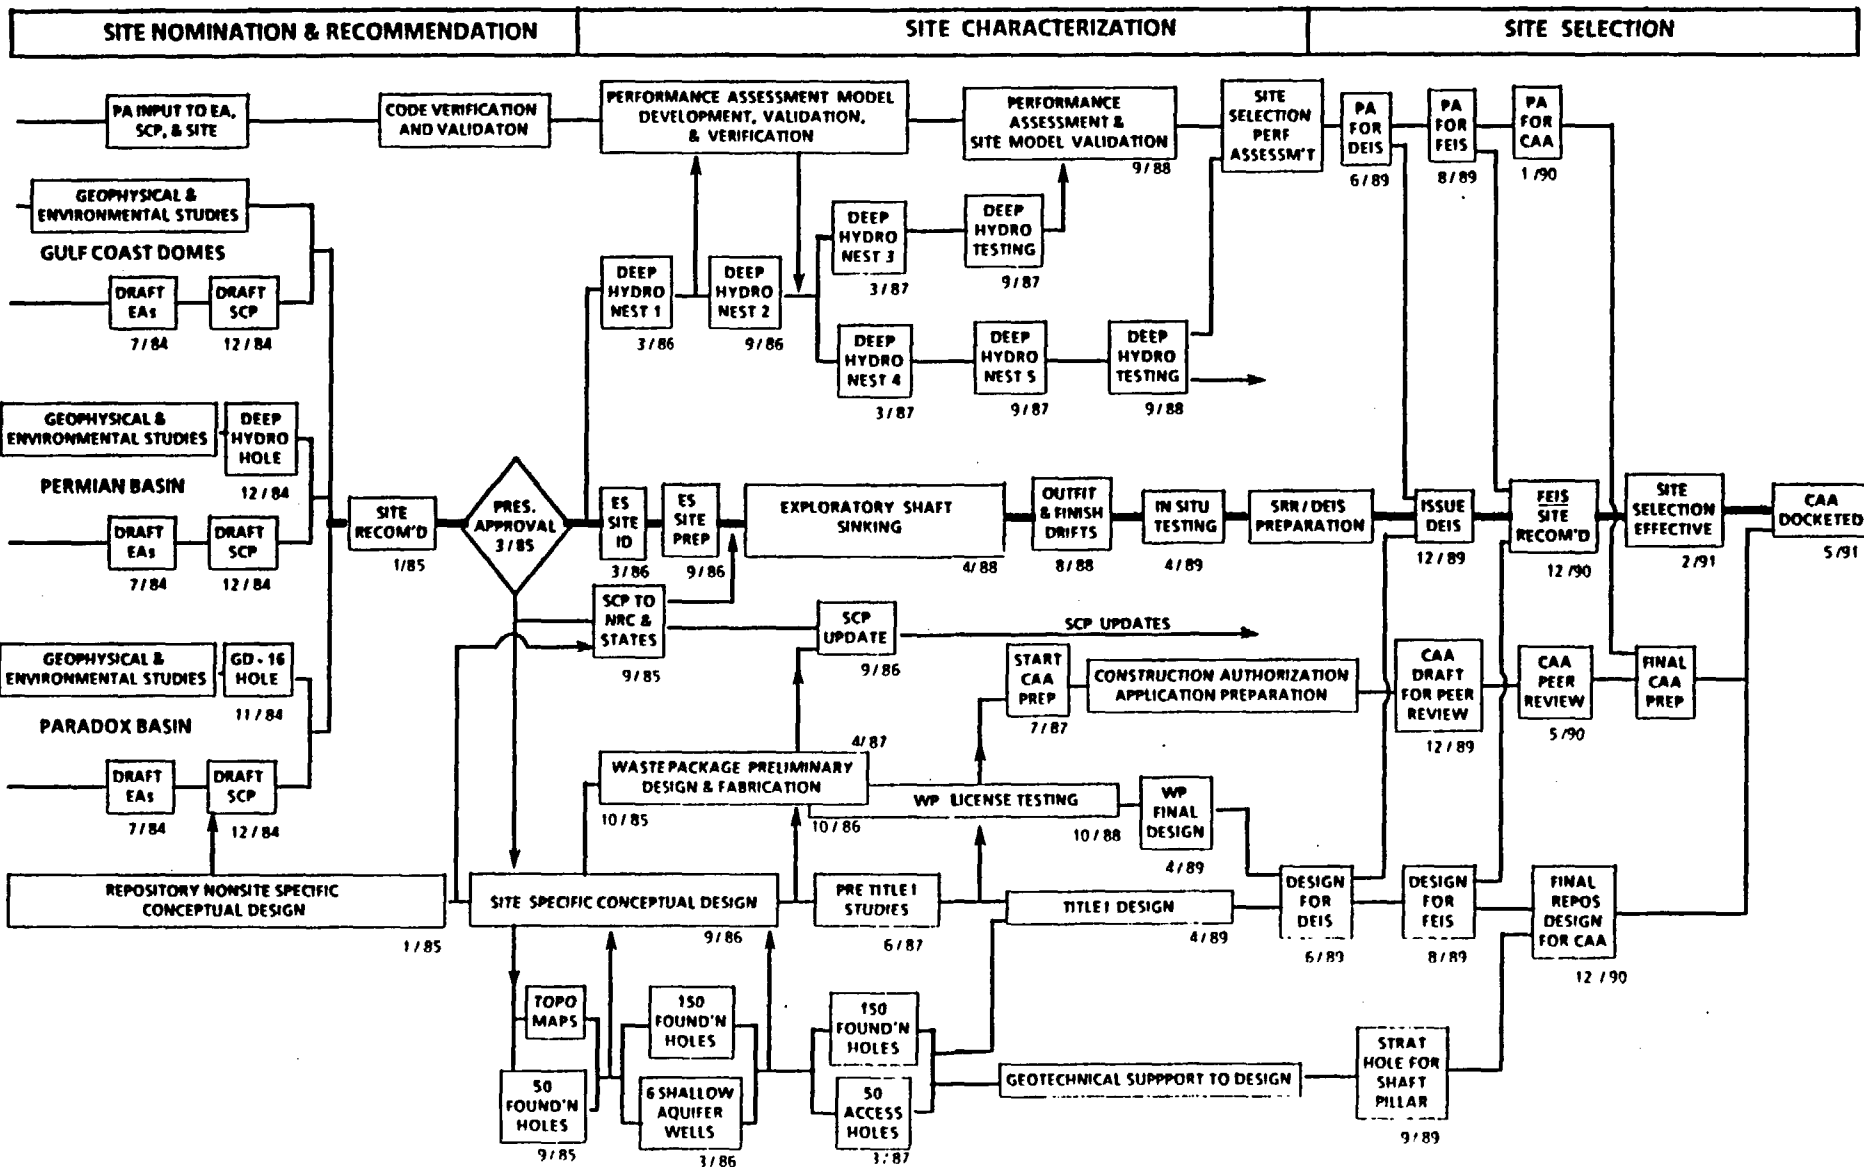 SITE NOMINATION & RECOMMENDATION
SITE CHARACTERIZATION
SITE SELECTION
PA INPUT TO EA,
SCP, & SITE
CODE VERIFICATION
AND VALIDATON
PERFORMANCE ASSESSMENT MODEL
DEVELOPMENT, VALIDATION,
& VERIFICATION
PERFORMANCE
ASSESSMENT &
SITE MODEL VALIDATION
9/88
SITE
SELECTION
PERF
ASSESSM'T
PA
FOR
DEIS
6/89
PA
FOR
FEIS
8/89
PA
FOR
CAA
1/90
GEOPHYSICAL &
ENVIRONMENTAL STUDIES
GULF COAST DOMES
DRAFT
EAs
7/84
DRAFT
SCP
12/84
DEEP
HYDRO
NEST 1
3/86
DEEP
HYDRO
NEST 2
9/86
DEEP
HYDRO
NEST 3
3/87
DEEP
HYDRO
TESTING
9/87
DEEP
HYDRO
NEST 4
3/87
DEEP
HYDRO
NEST 5
9/87
DEEP
HYDRO
TESTING
9/88
GEOPHYSICAL &
ENVIRONMENTAL STUDIES
DEEP
HYDRO
HOLE
12/84
PERMIAN BASIN
DRAFT
EAs
7/84
DRAFT
SCP
12/84
SITE
RECOM'D
1/85
PRES.
APPROVAL
3/85
ES
SITE
ID
3/86
ES
SITE
PREP
9/86
EXPLORATORY SHAFT
SINKING
4/88
OUTFIT
& FINISH
DRIFTS
8/88
IN SITU
TESTING
4/89
SRR/DEIS
PREPARATION
ISSUE
DEIS
12/89
FEIS
SITE
RECOM'D
12/90
SITE
SELECTION
EFFECTIVE
2/91
CAA
DOCKETED
5/91
SCP TO
NRC &
STATES
9/85
SCP
UPDATE
9/86
SCP UPDATES
GEOPHYSICAL &
ENVIRONMENTAL STUDIES
GD - 16
HOLE
11/84
PARADOX BASIN
DRAFT
EAs
7/84
DRAFT
SCP
12/84
START
CAA
PREP
7/87
CONSTRUCTION AUTHORIZATION
APPLICATION PREPARATION
CAA
DRAFT
FOR PEER
REVIEW
12/89
CAA
PEER
REVIEW
5/90
FINAL
CAA
PREP
4/87
WASTE PACKAGE PRELIMINARY
DESIGN & FABRICATION
10/85
WP LICENSE TESTING
10/86
10/88
WP
FINAL
DESIGN
4/89
REPOSITORY NONSITE SPECIFIC
CONCEPTUAL DESIGN
1/85
SITE SPECIFIC CONCEPTUAL DESIGN
9/86
PRE TITLE I
STUDIES
6/87
TITLE I DESIGN
4/89
DESIGN
FOR
DEIS
6/89
DESIGN
FOR
FEIS
8/89
FINAL
REPOS
DESIGN
FOR CAA
12/90
TOPO
MAPS
50
FOUND'N
HOLES
9/85
150
FOUND'N
HOLES
6 SHALLOW
AQUIFER
WELLS
3/86
150
FOUND'N
HOLES
50
ACCESS
HOLES
3/87
GEOTECHNICAL SUPPPORT TO DESIGN
STRAT
HOLE FOR
SHAFT
PILLAR
9/89